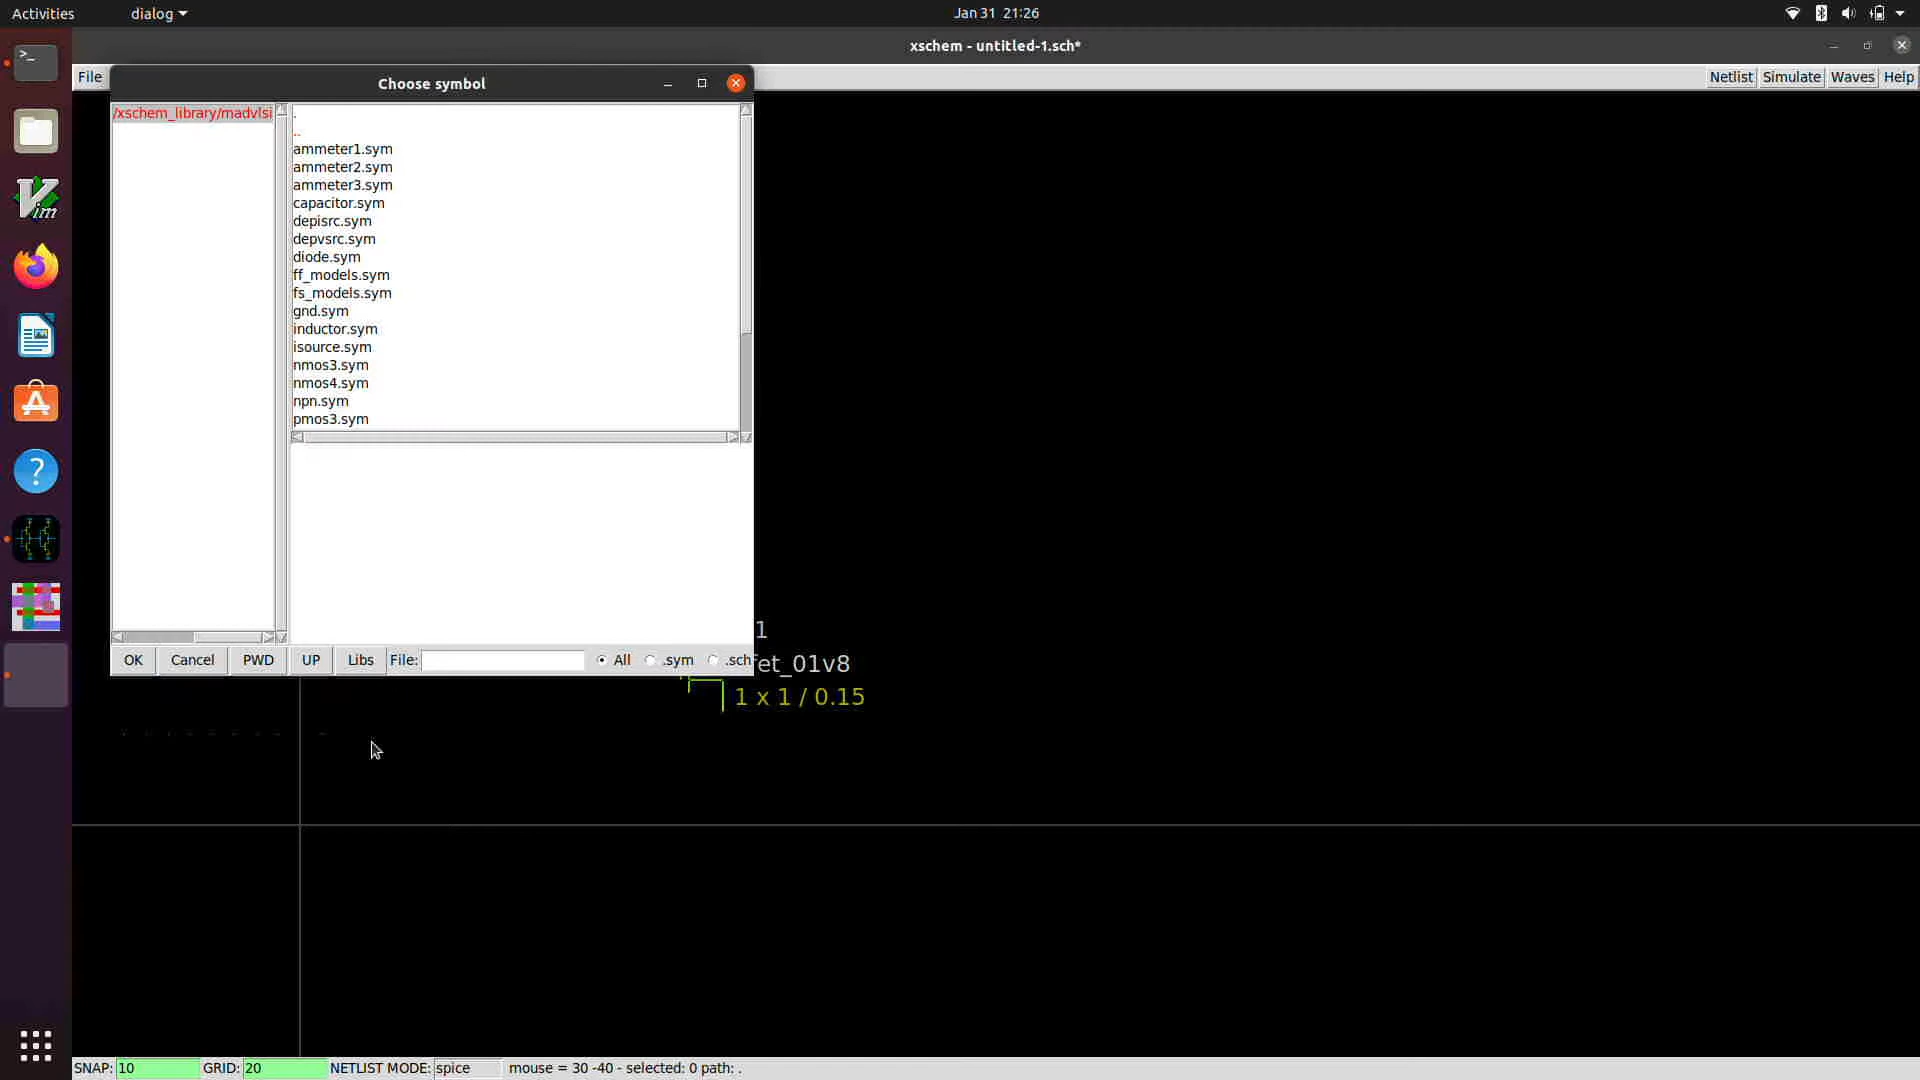 Activities
dialog
Jan 31 21:26
xschem - untitled-1.sch*
File
Netlist
Simulate
Waves
Help
Choose symbol
/xschem_library/madvlsi
.
..
ammeter1.sym
ammeter2.sym
ammeter3.sym
capacitor.sym
depisrc.sym
depvsrc.sym
diode.sym
ff_models.sym
fs_models.sym
gnd.sym
inductor.sym
isource.sym
nmos3.sym
nmos4.sym
npn.sym
pmos3.sym
OK
Cancel
PWD
UP
Libs
File:
All
.sym
.sch
1
fet_01v8
1 x 1 / 0.15
SNAP: 10 GRID: 20 NETLIST MODE: spice mouse = 30 -40 - selected: 0 path: .
>_
Vim
A
?